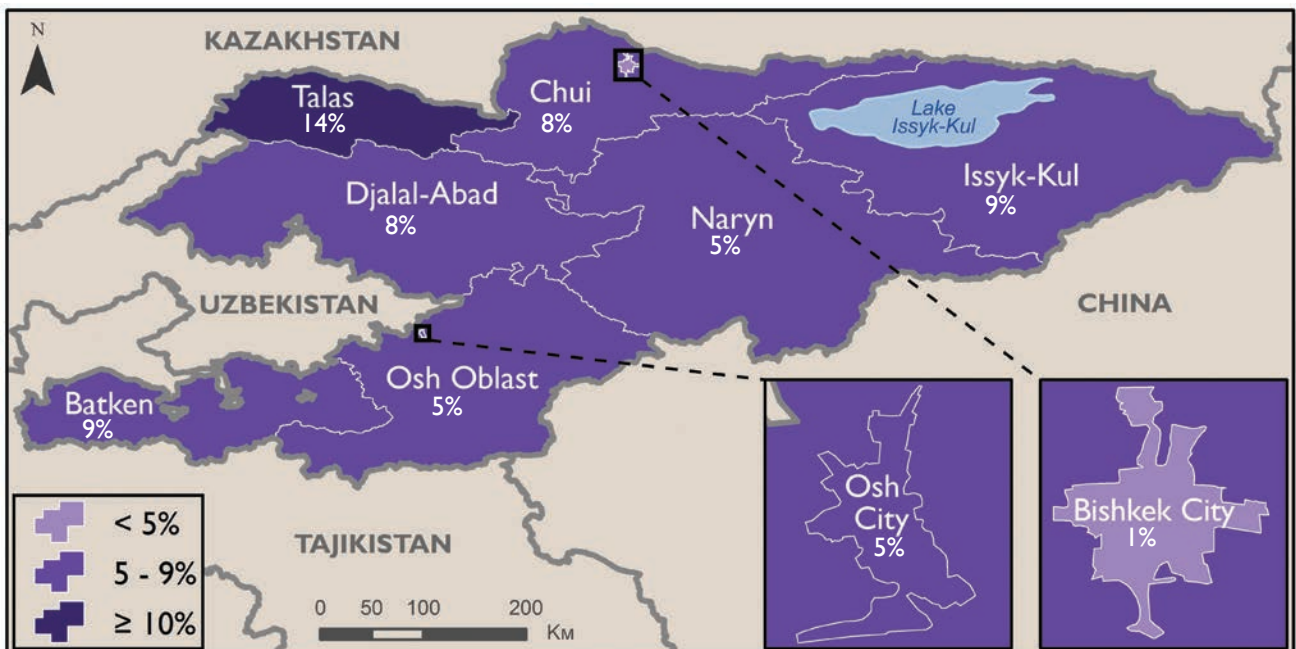 N
KAZAKHSTAN
Talas
14%
Chui
8%
Lake
Issyk-Kul
Issyk-Kul
9%
Djalal-Abad
8%
Naryn
5%
UZBEKISTAN
CHINA
Osh Oblast
5%
Batken
9%
TAJIKISTAN
Osh
City
5%
Bishkek City
1%
< 5%
5 - 9%
≥ 10%
0 50 100 200
Km